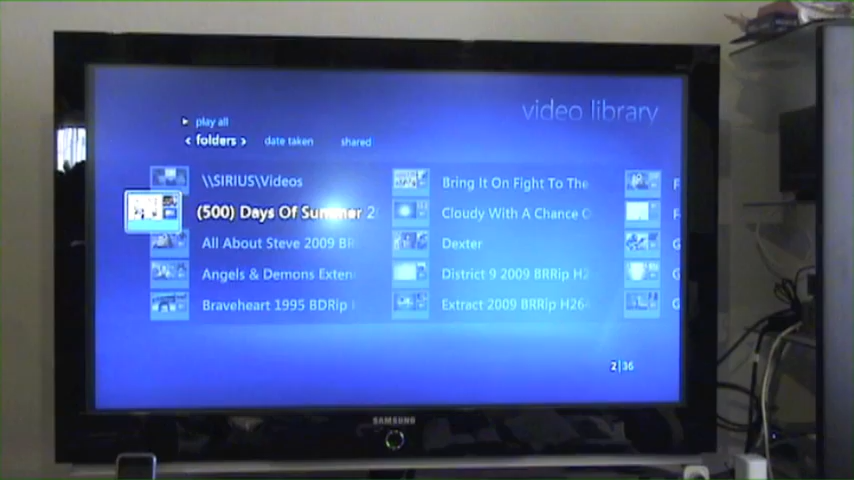 video library
play all
folders
date taken
shared
\\SIRIUS\Videos
(500) Days Of Summer 2
All About Steve 2009 BR
Angels & Demons Exten
Braveheart 1995 BDRip
Bring It On Fight To The
Cloudy With A Chance O
Dexter
District 9 2009 BRRip H2
Extract 2009 BRRip H26
F
F
G
G
G
2|36
SAMSUNG